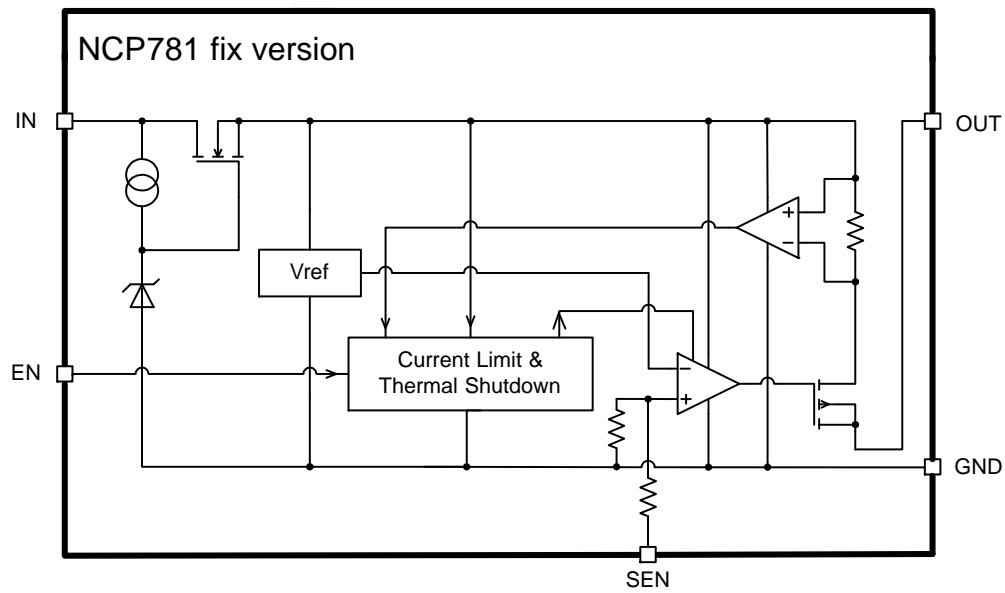 NCP781 fix version
IN
OUT
+
−
Vref
Current Limit &
Thermal Shutdown
EN
−
+
GND
SEN